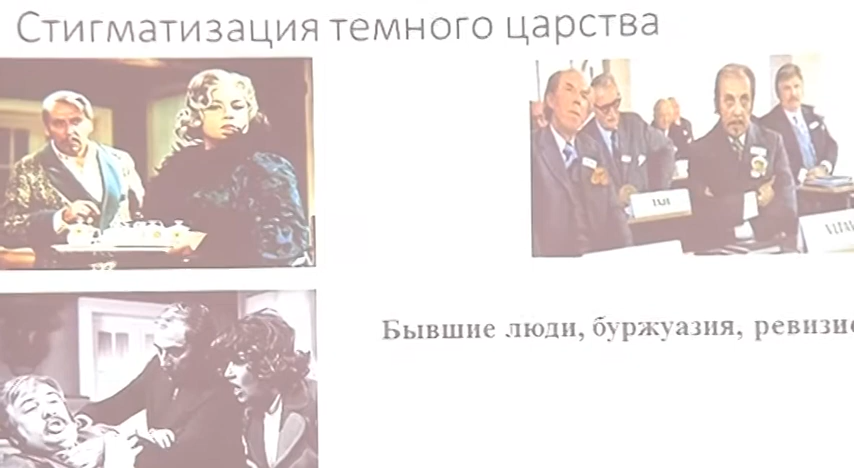 Стигматизация темного царства
Бывшие люди, буржуазия,